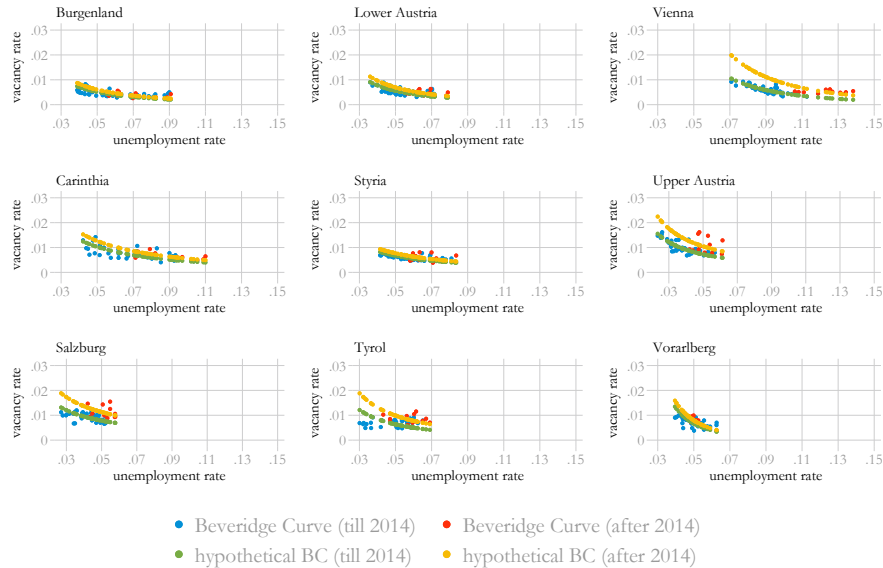 Burgenland
Lower Austria
Vienna
vacancy rate
.03
.02
.01
0
.03 .05 .07 .09 .11 .13 .15
unemployment rate
vacancy rate
.03
.02
.01
0
.03 .05 .07 .09 .11 .13 .15
unemployment rate
vacancy rate
.03
.02
.01
0
.03 .05 .07 .09 .11 .13 .15
unemployment rate
Carinthia
Styria
Upper Austria
vacancy rate
.03
.02
.01
0
.03 .05 .07 .09 .11 .13 .15
unemployment rate
vacancy rate
.03
.02
.01
0
.03 .05 .07 .09 .11 .13 .15
unemployment rate
vacancy rate
.03
.02
.01
0
.03 .05 .07 .09 .11 .13 .15
unemployment rate
Salzburg
Tyrol
Vorarlberg
vacancy rate
.03
.02
.01
0
.03 .05 .07 .09 .11 .13 .15
unemployment rate
vacancy rate
.03
.02
.01
0
.03 .05 .07 .09 .11 .13 .15
unemployment rate
vacancy rate
.03
.02
.01
0
.03 .05 .07 .09 .11 .13 .15
unemployment rate
Beveridge Curve (till 2014)
Beveridge Curve (after 2014)
hypothetical BC (till 2014)
hypothetical BC (after 2014)